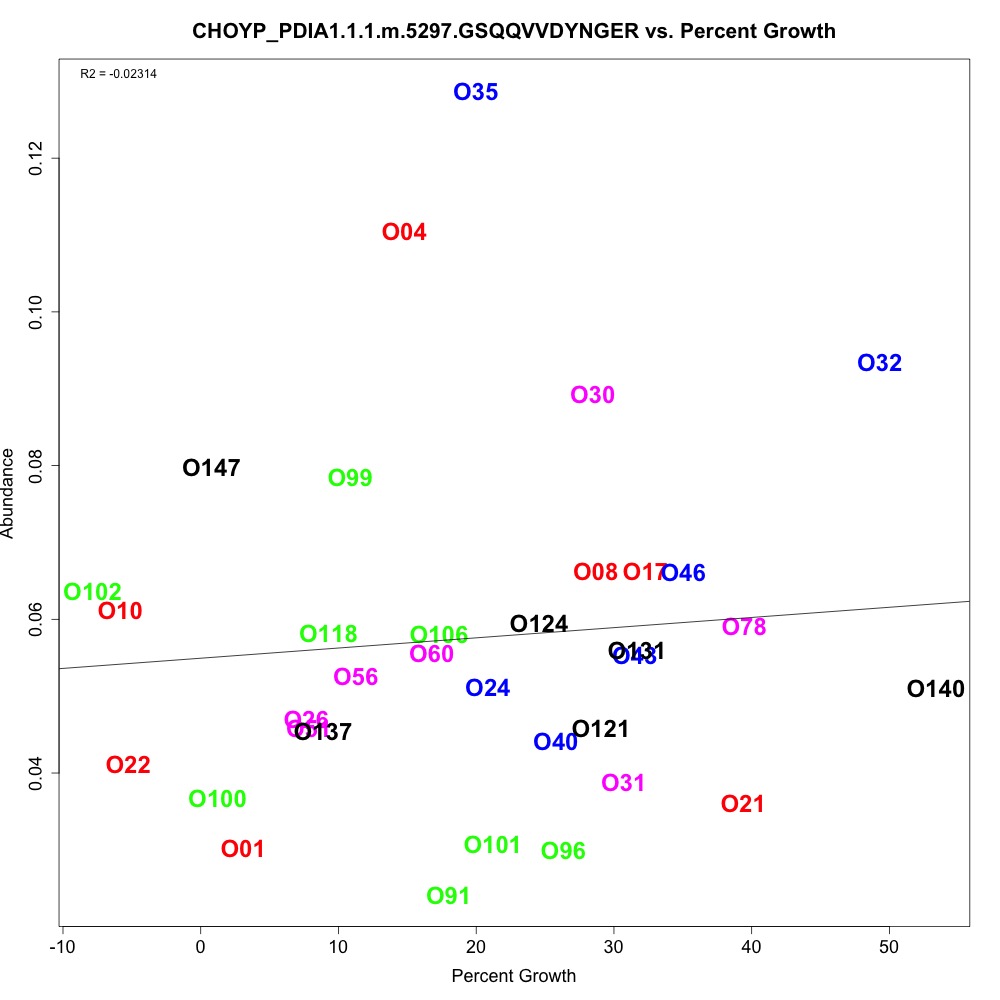 CHOYP_PDIA1.1.1.m.5297.GSQQVVDYNGER vs. Percent Growth
R2 = -0.02314
O35
0.12
O04
0.10
O32
O30
0.08
O147
O99
Abundance
O08 O17 O46
O102
O10
0.06
O124
O78
O118
O106
O131
O43
O60
O56
O24
O140
O26
O51
O137
O121
O40
O22
0.04
O31
O100
O21
O01
O101
O96
O91
-10 0 10 20 30 40 50
Percent Growth